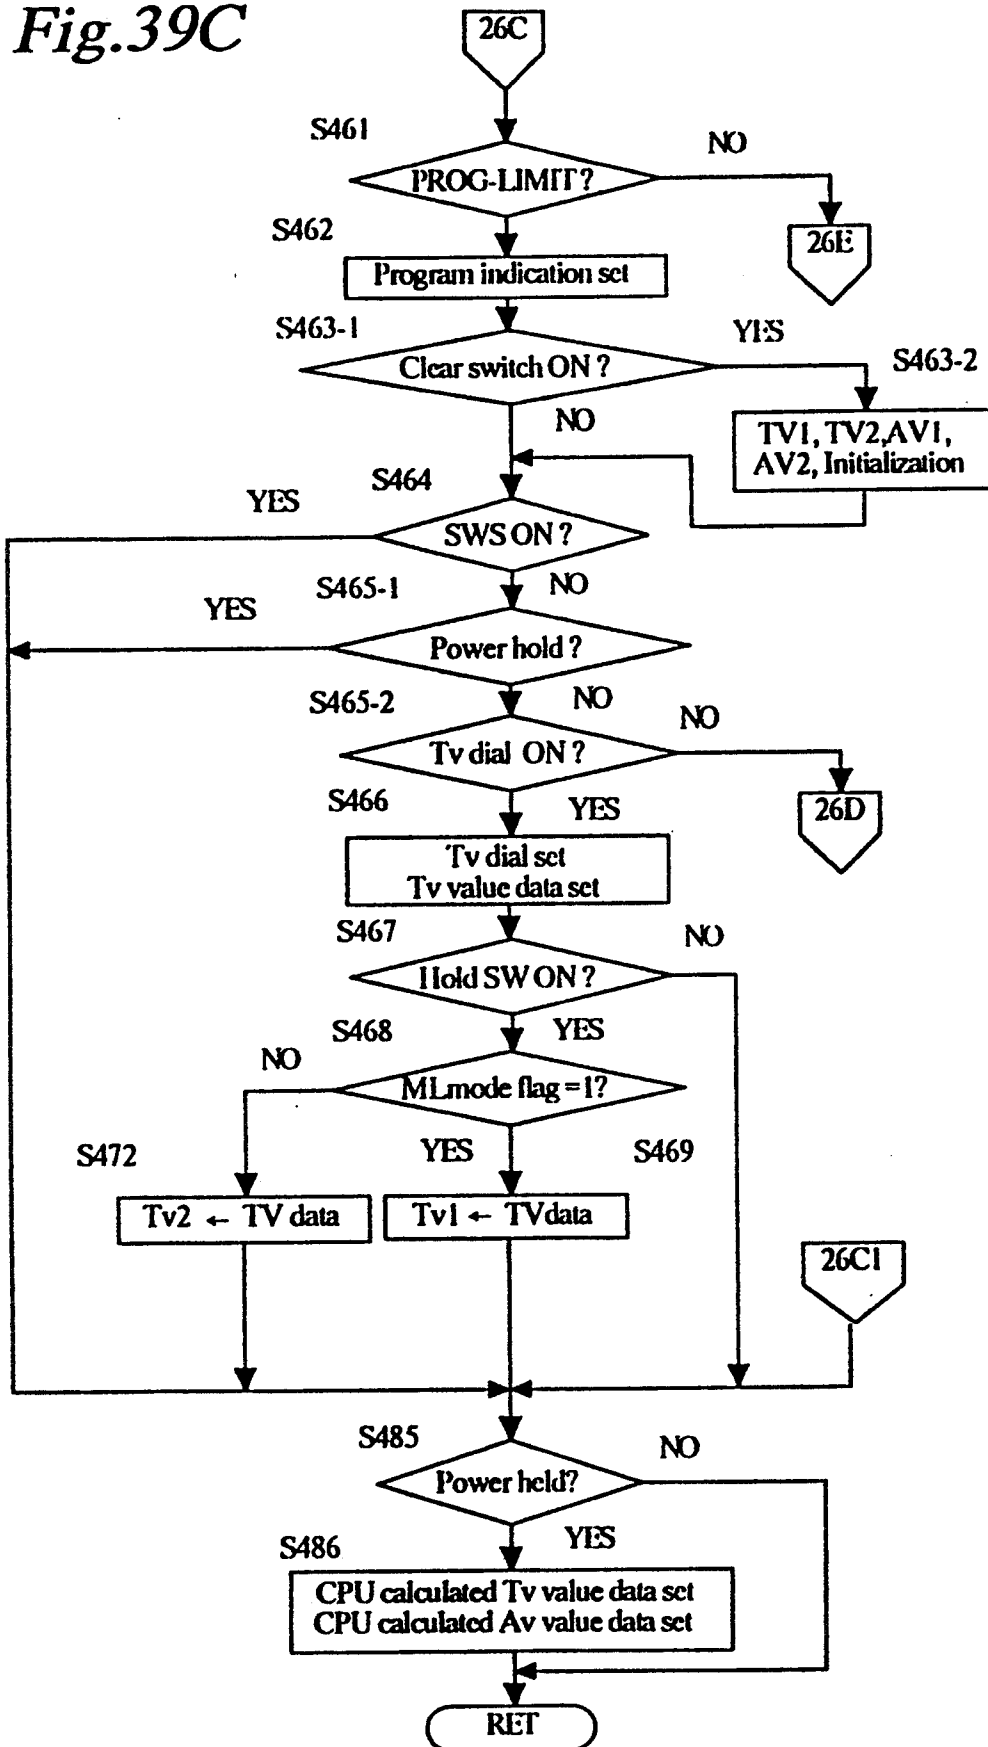 Fig.39C
26C
S461
NO
PROG-LIMIT?
S462
26E
Program indication set
S463-1
YES
S463-2
Clear switch ON ?
NO
TV1, TV2,AV1,
AV2, Initialization
S464
YES
SWS ON ?
S465-1
NO
YES
Power hold ?
S465-2
NO
NO
Tv dial ON ?
S466
YES
26D
Tv dial set
Tv value data set
S467
NO
Hold SW ON ?
S468
YES
NO
MLmode flag =1?
S472
YES
S469
Tv2 ← TV data
Tv1 ← TVdata
26C1
S485
NO
Power held?
YES
S486
CPU calculated Tv value data set
CPU calculated Av value data set
RET